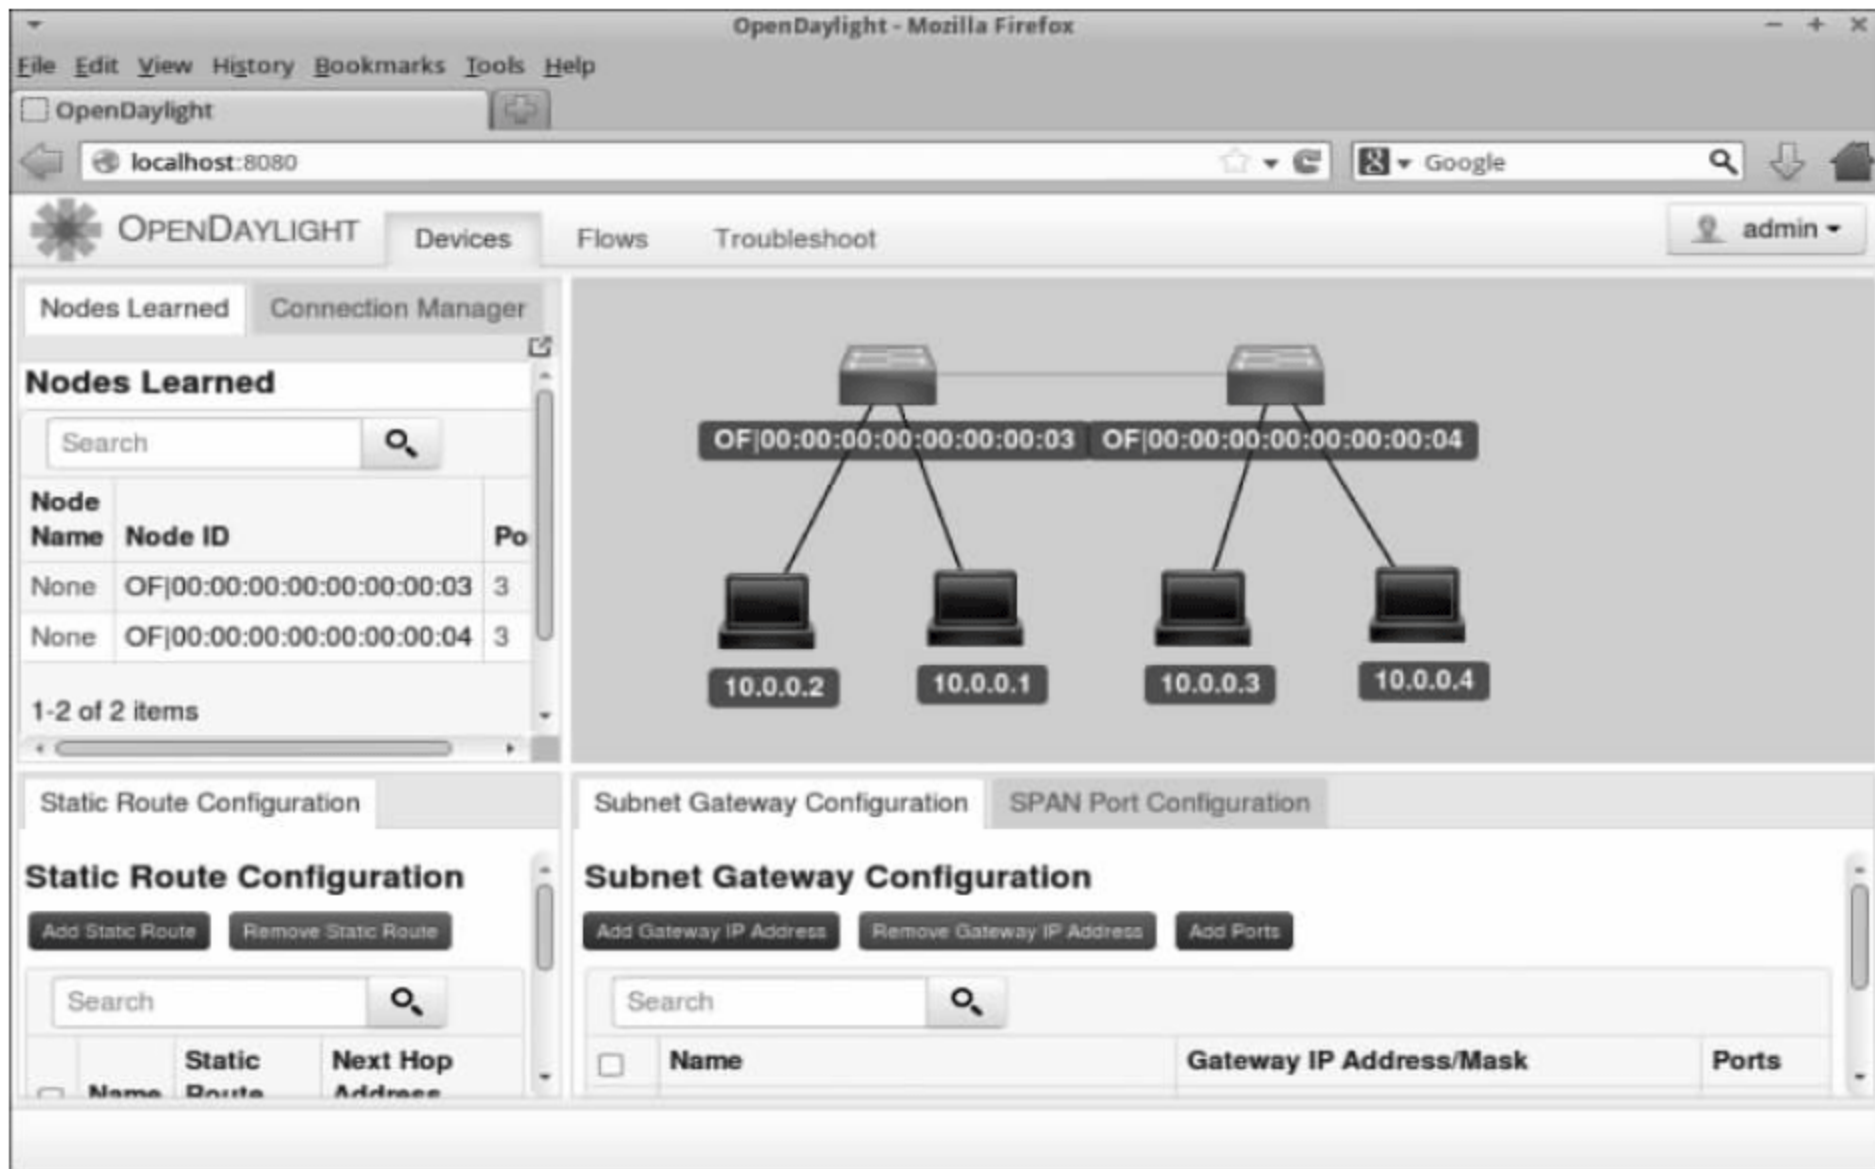 OpenDaylight - Mozilla Firefox
File Edit View History Bookmarks Tools Help
OpenDaylight
localhost:8080
Google
OPENDAYLIGHT
Devices
Flows
Troubleshoot
admin
Nodes Learned
Connection Manager
Nodes Learned
Search
Node Name
Node ID
Po
None OF|00:00:00:00:00:00:00:03 3
None OF|00:00:00:00:00:00:00:04 3
1-2 of 2 items
OF|00:00:00:00:00:00:00:03
OF|00:00:00:00:00:00:00:04
10.0.0.2
10.0.0.1
10.0.0.3
10.0.0.4
Static Route Configuration
Static Route Configuration
Add Static Route
Remove Static Route
Search
Name
Static Route
Next Hop Address
Subnet Gateway Configuration
SPAN Port Configuration
Subnet Gateway Configuration
Add Gateway IP Address
Remove Gateway IP Address
Add Ports
Search
Name
Gateway IP Address/Mask
Ports